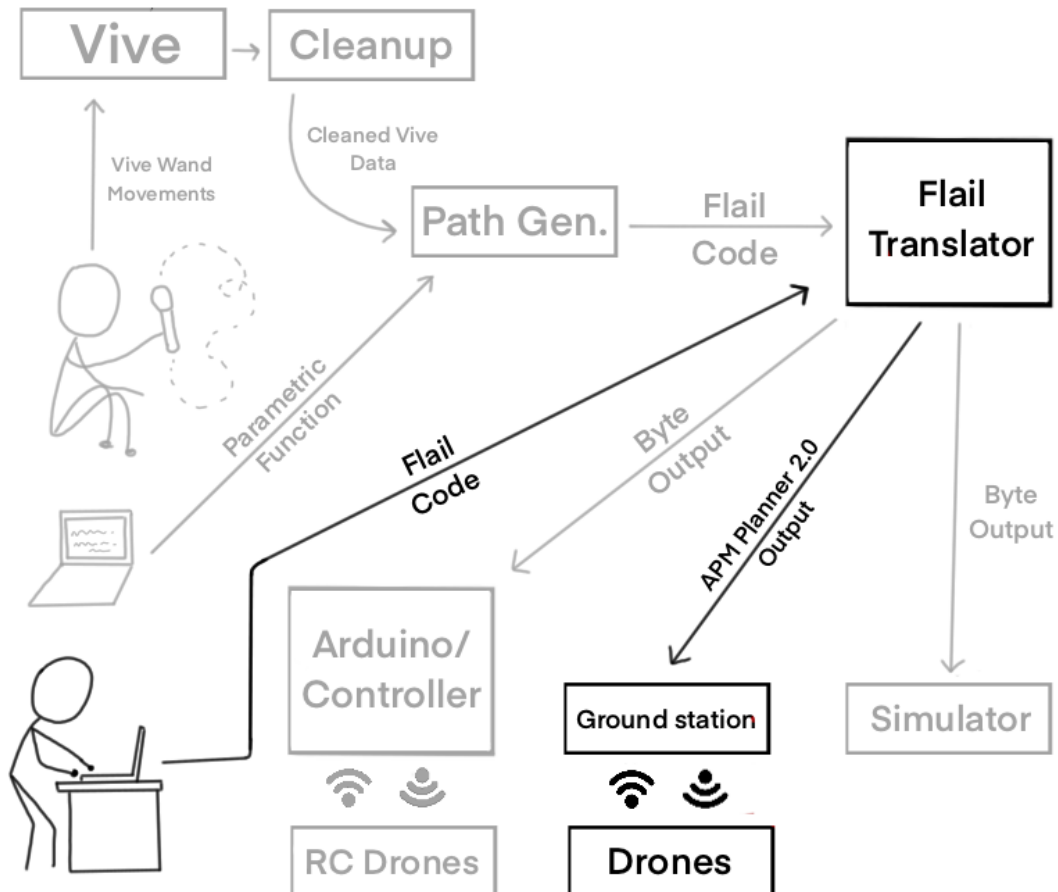 Vive
Cleanup
Vive Wand
Movements
Cleaned Vive
Data
Path Gen.
Flail
Code
Flail
Translator
Parametric
Function
Flail
Code
Byte
Output
APM Planner 2.0
Output
Byte
Output
Arduino/
Controller
Ground station
Simulator
RC Drones
Drones